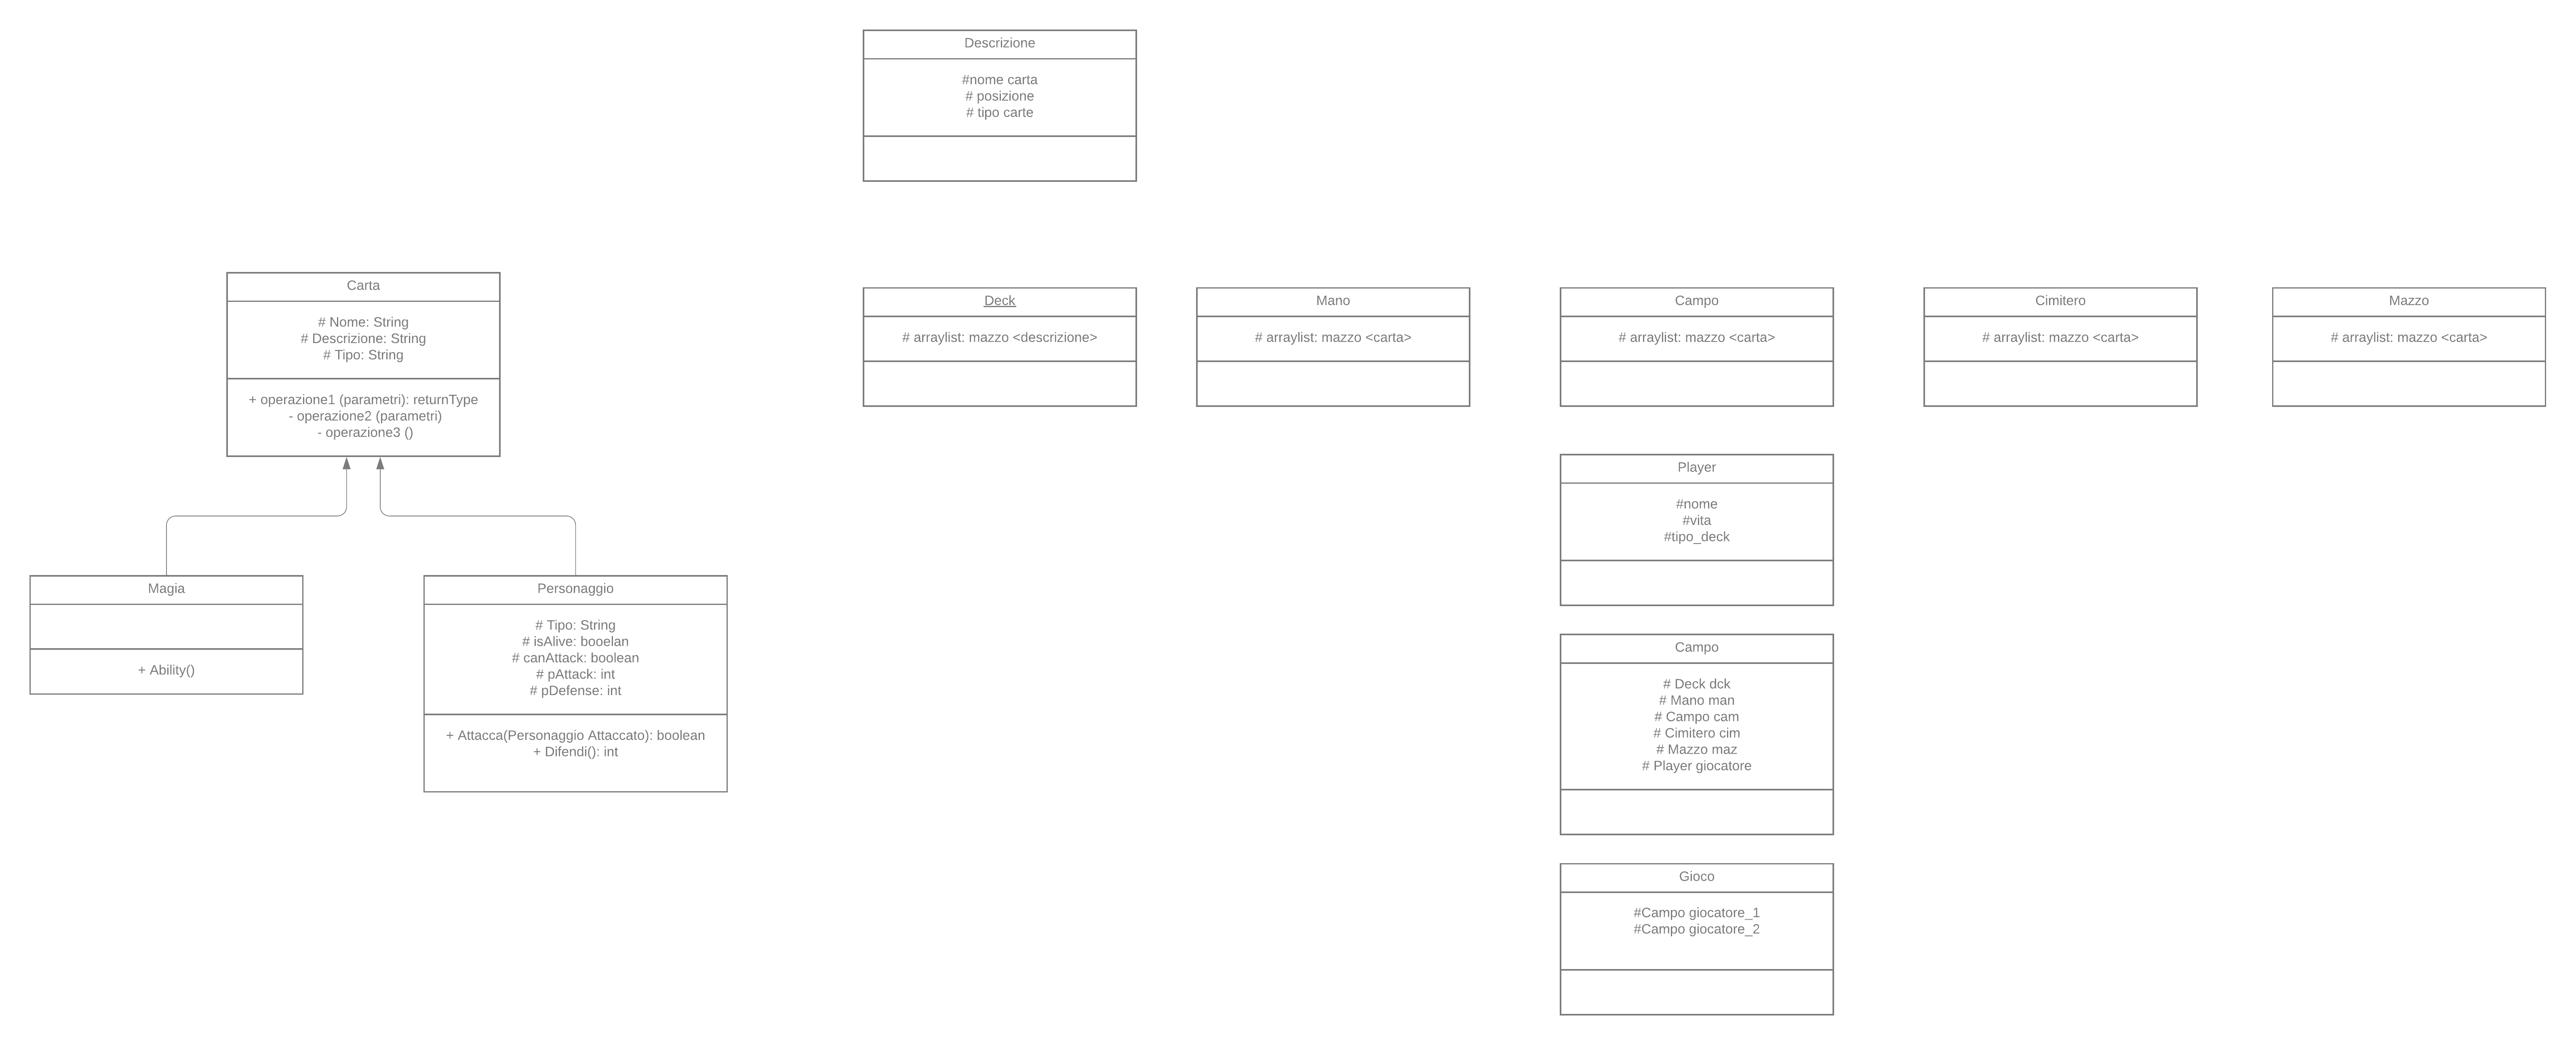 Descrizione
#nome carta
# posizione
# tipo carte
Carta
# Nome: String
# Descrizione: String
# Tipo: String
+ operazione1 (parametri): returnType
- operazione2 (parametri)
- operazione3 ()
Deck
# arraylist: mazzo <descrizione>
Mano
# arraylist: mazzo <carta>
Campo
# arraylist: mazzo <carta>
Cimitero
# arraylist: mazzo <carta>
Mazzo
# arraylist: mazzo <carta>
Player
#nome
#vita
#tipo_deck
Magia
+ Ability()
Personaggio
# Tipo: String
# isAlive: booelan
# canAttack: boolean
# pAttack: int
# pDefense: int
+ Attacca(Personaggio Attaccato): boolean
+ Difendi(): int
Campo
# Deck dck
# Mano man
# Campo cam
# Cimitero cim
# Mazzo maz
# Player giocatore
Gioco
#Campo giocatore_1
#Campo giocatore_2